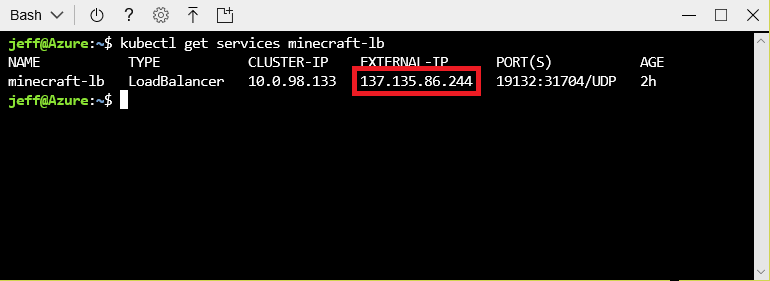 Bash
jeff@Azure:~$ kubectl get services minecraft-lb
NAME TYPE CLUSTER-IP EXTERNAL-IP PORT(S) AGE
minecraft-lb LoadBalancer 10.0.98.133 137.135.86.244 19132:31704/UDP 2h
jeff@Azure:~$